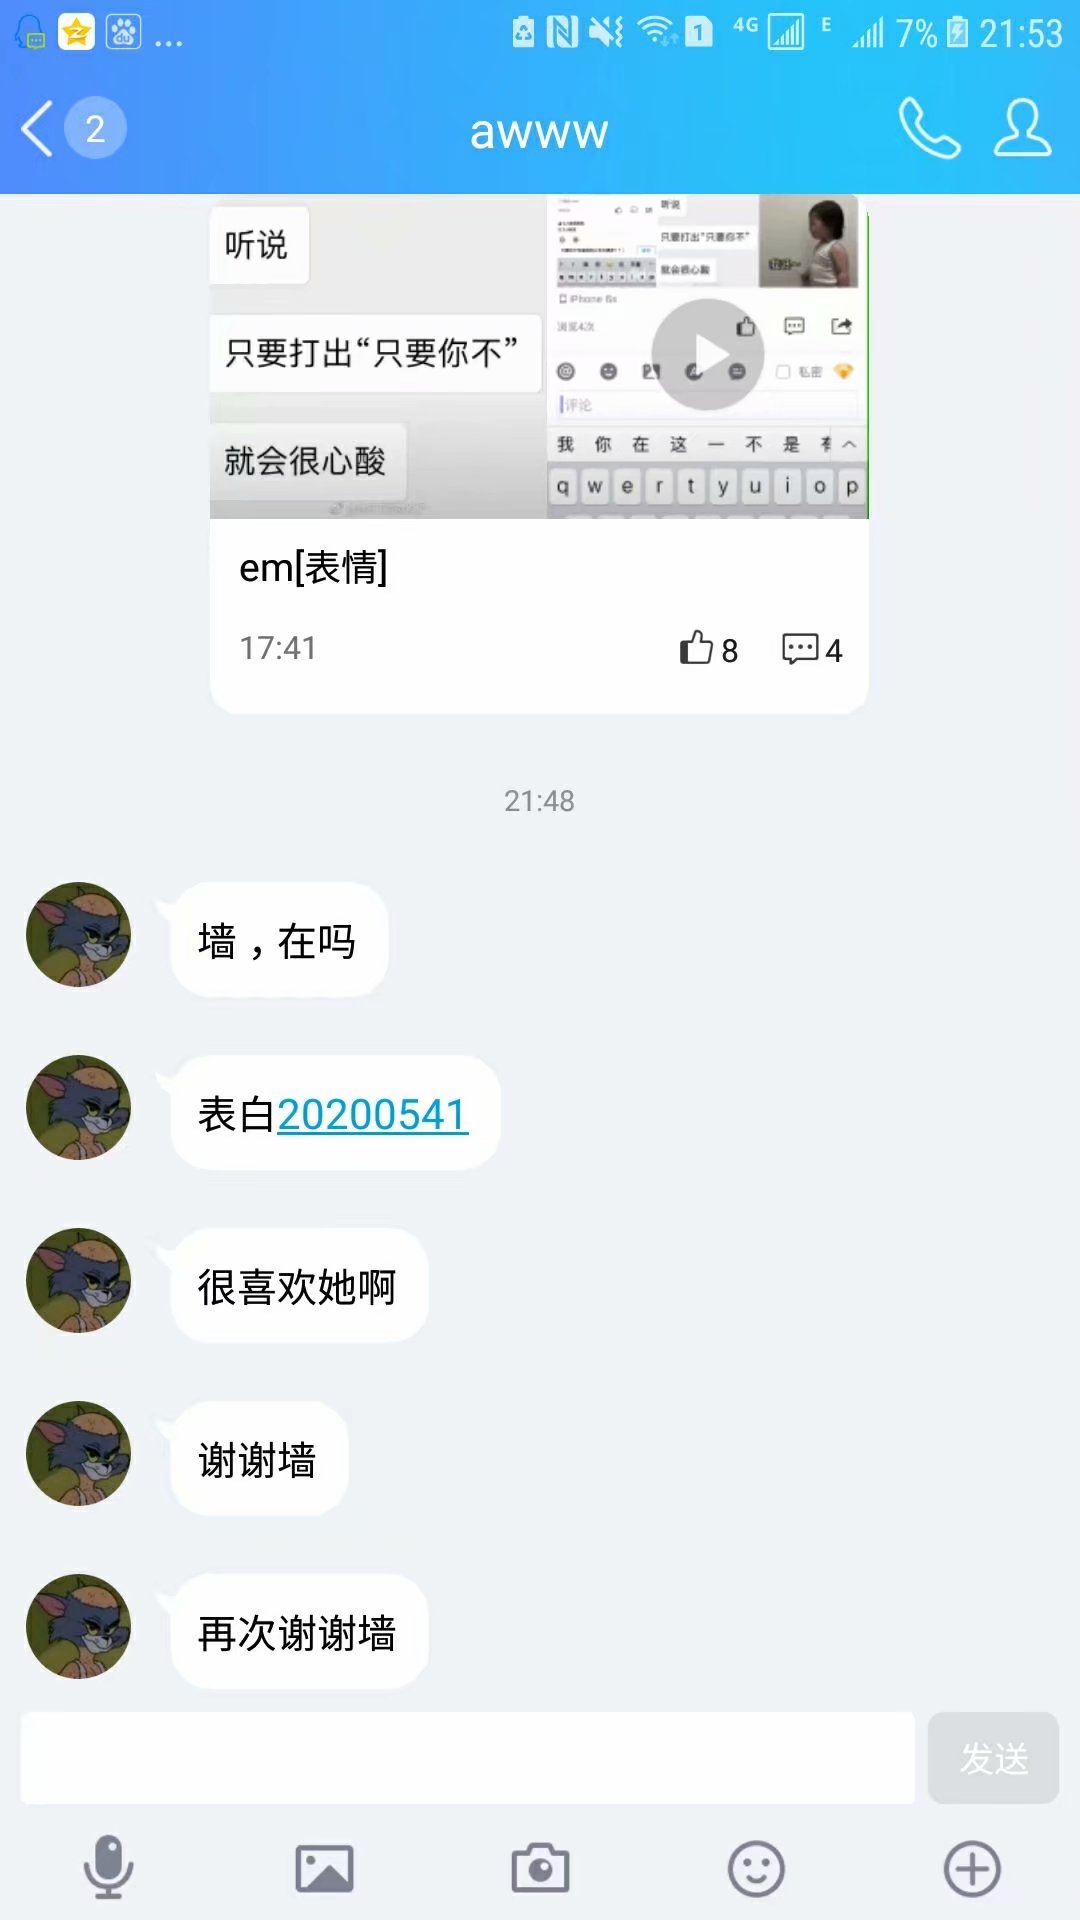 ... 1 4G E 7% 21:53
2 awww
听说
只要打出“只要你不”
就会很心酸
听说
只要打出“只要你不”
就会很心酸
iPhone 6s
浏览4次
私密
评论
我 你 在 这 一 不 是 有
q w e r t y u i o p
em[表情]
17:41 8 4
21:48
墙，在吗
表白20200541
很喜欢她啊
谢谢墙
再次谢谢墙
发送